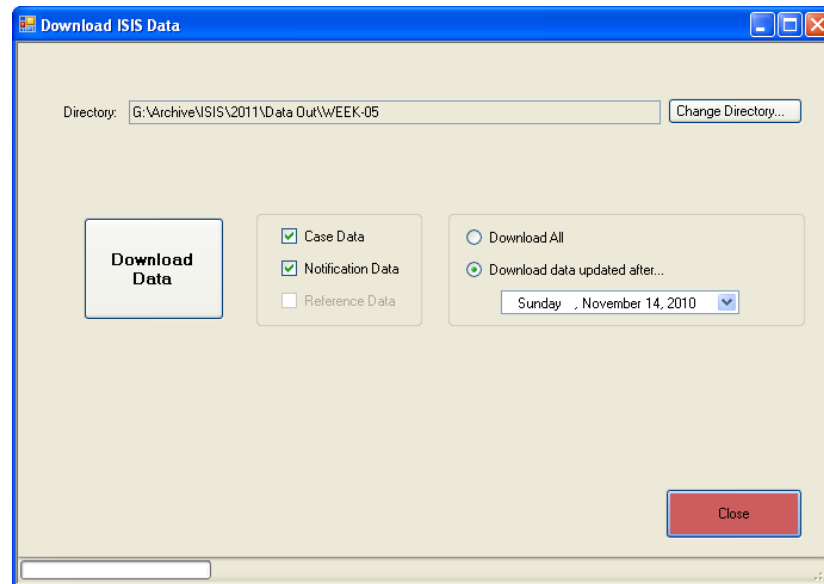 Download ISIS Data
Directory: G:\Archive\ISIS\2011\Data Out\WEEK-05 Change Directory...
Download
Data
Case Data
Notification Data
Reference Data
Download All
Download data updated after...
Sunday , November 14, 2010
Close